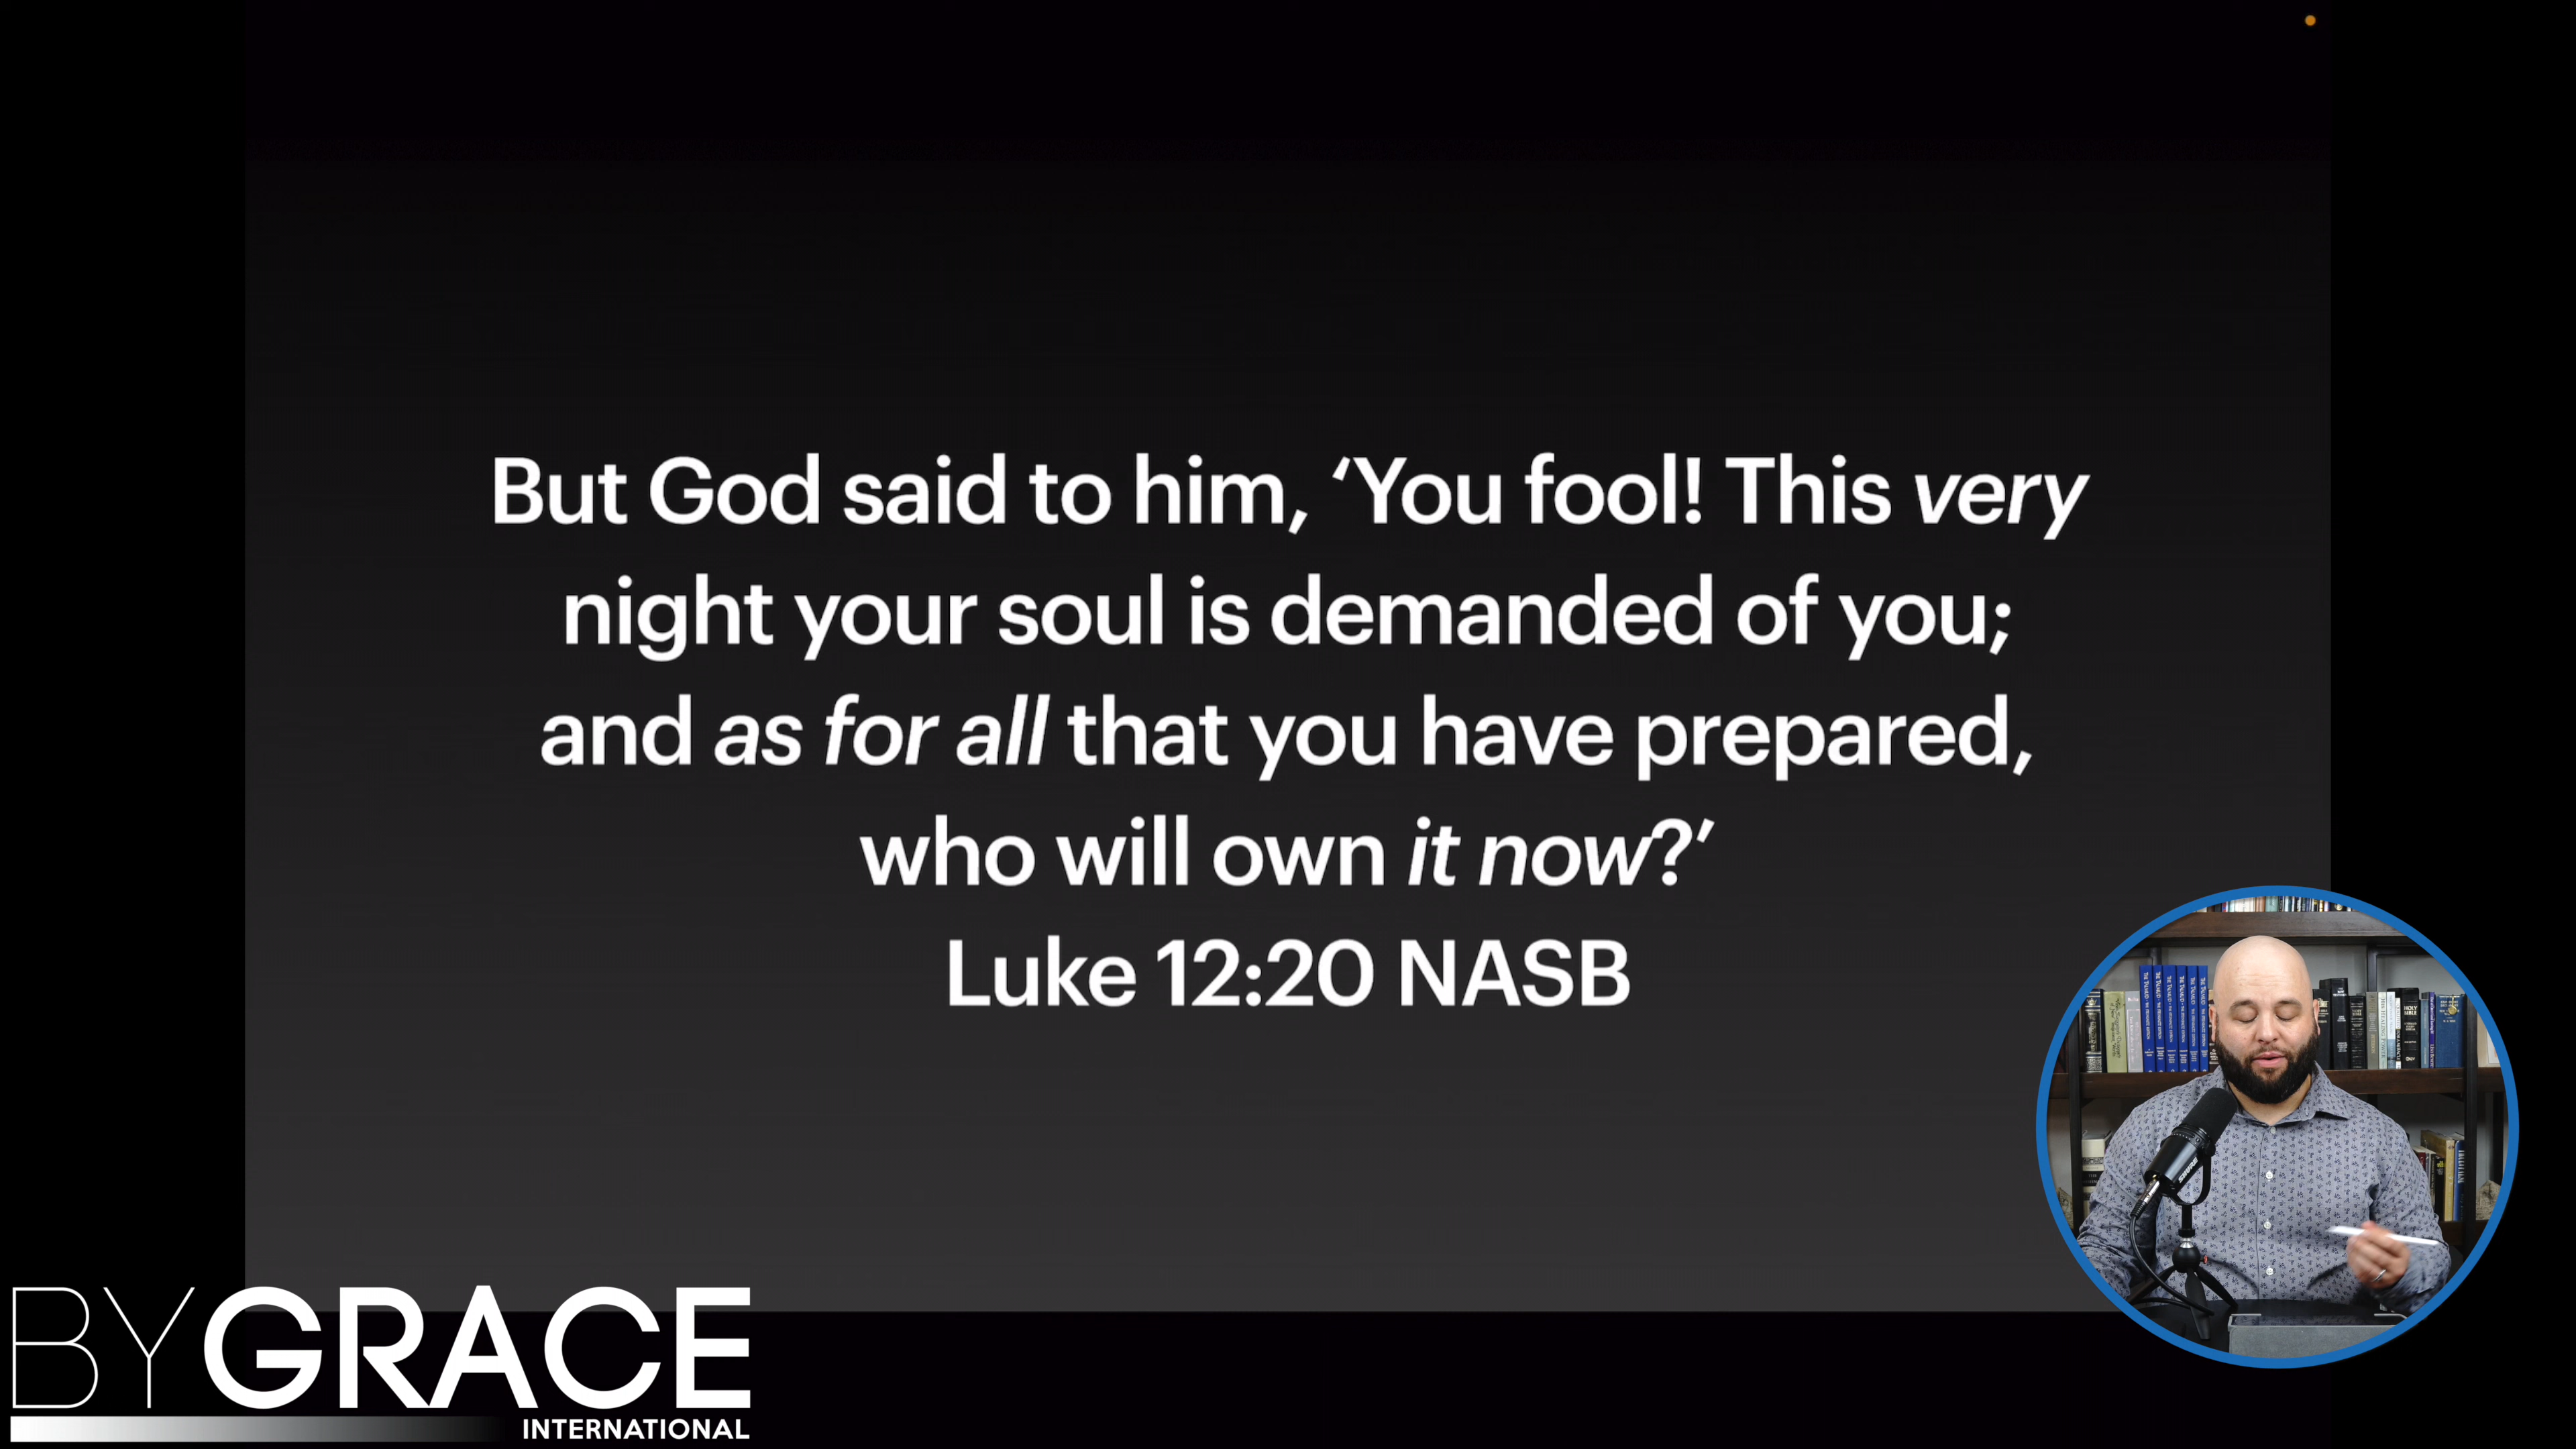 But God said to him, ‘You fool! This very
night your soul is demanded of you;
and as for all that you have prepared,
who will own it now?’
Luke 12:20 NASB
BYGRACE
INTERNATIONAL